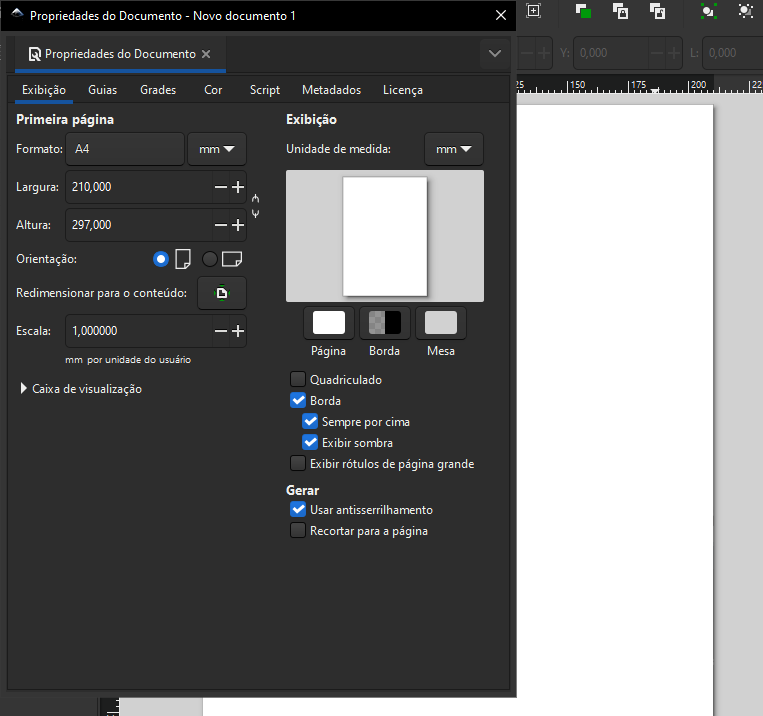 Propriedades do Documento - Novo documento 1
Propriedades do Documento
Exibição Guias Grades Cor Script Metadados Licença
Primeira página
Formato: A4 mm
Largura: 210,000
Altura: 297,000
Orientação:
Redimensionar para o conteúdo:
Escala: 1,000000
mm por unidade do usuário
Caixa de visualização
Exibição
Unidade de medida: mm
Página Borda Mesa
Quadriculado
Borda
Sempre por cima
Exibir sombra
Exibir rótulos de página grande
Gerar
Usar antisserrilhamento
Recortar para a página
Y: 0,000 L: 0,000
25 150 175 200 22